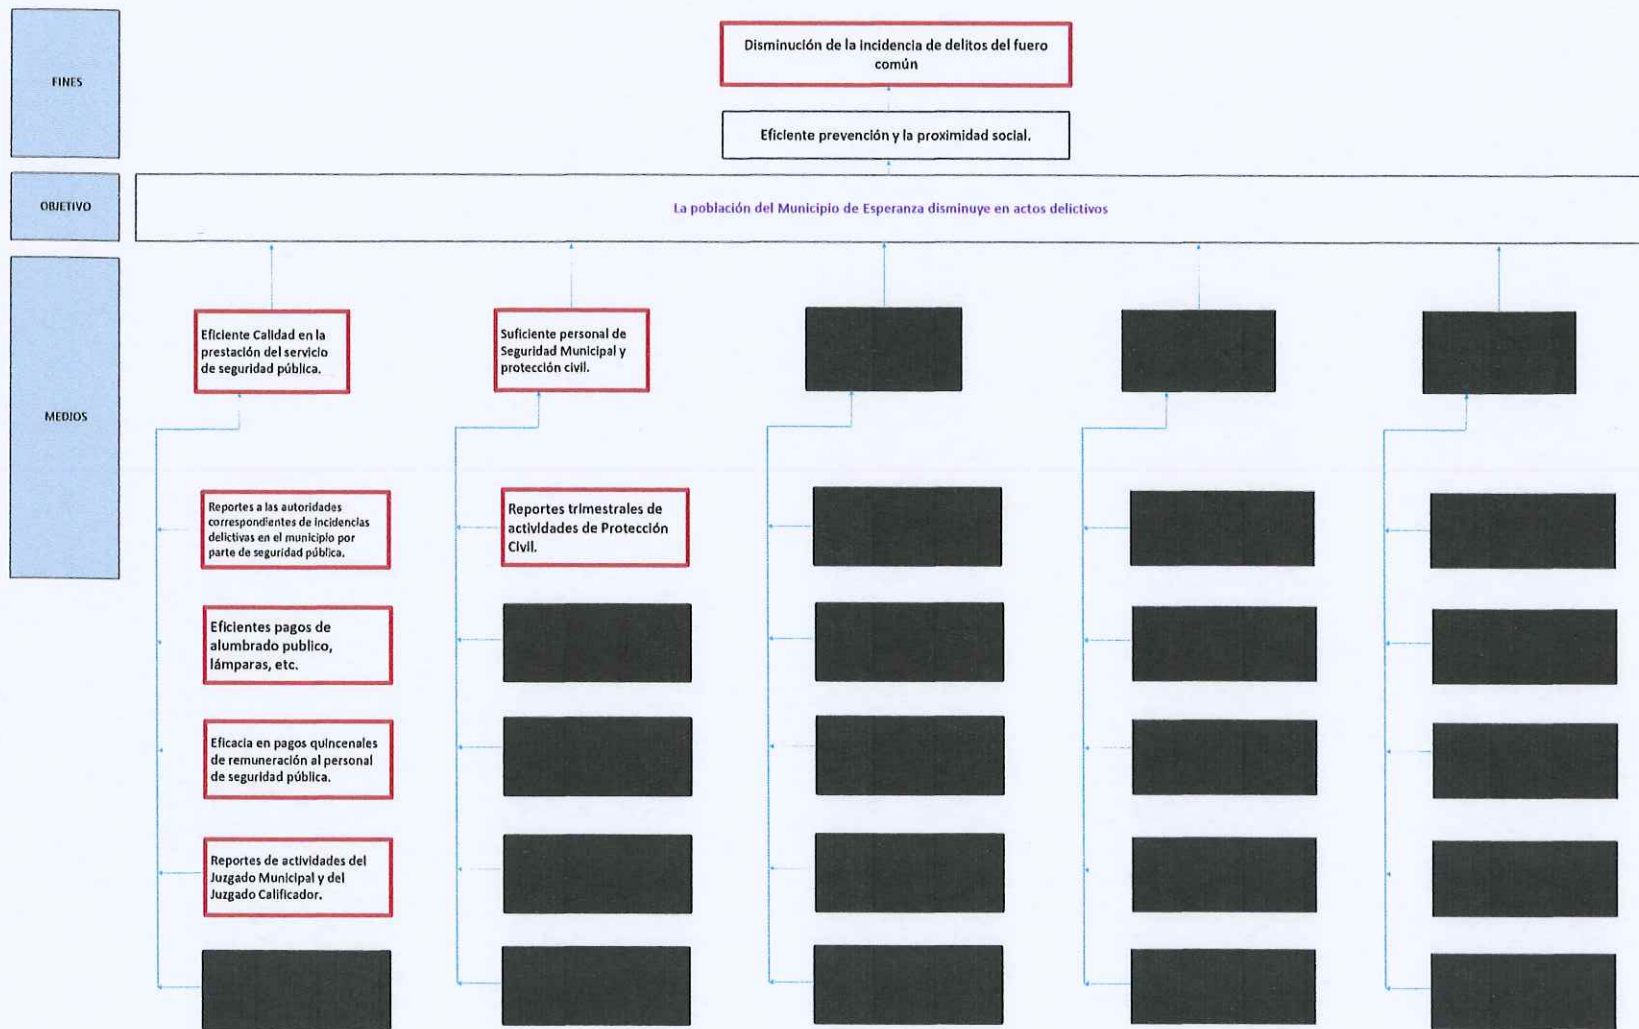 FINES
Disminución de la incidencia de delitos del fuero
común
Eficiente prevención y la proximidad social.
OBJETIVO
La población del Municipio de Esperanza disminuye en actos delictivos
MEDIOS
Eficiente Calidad en la
prestación del servicio
de seguridad pública.
Suficiente personal de
Seguridad Municipal y
protección civil.
Reportes a las autoridades
correspondientes de incidencias
delictivas en el municipio por
parte de seguridad pública.
Reportes trimestrales de
actividades de Protección
Civil.
Eficientes pagos de
alumbrado publico,
lámparas, etc.
Eficacia en pagos quincenales
de remuneración al personal
de seguridad pública.
Reportes de actividades del
Juzgado Municipal y del
Juzgado Calificador.